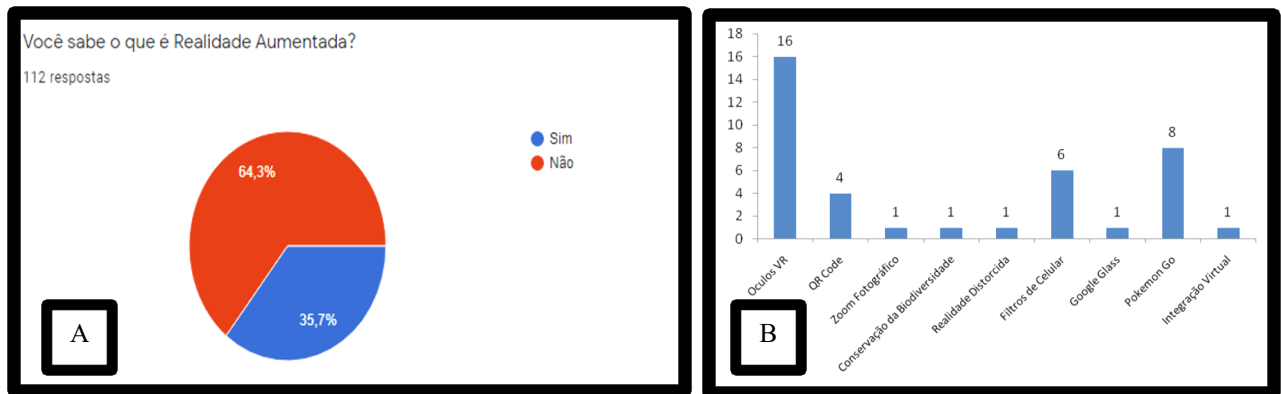 Você sabe o que é Realidade Aumentada?
112 respostas
Sim
Não
64,3%
35,7%
A
18
16
14
12
10
8
6
4
2
0
16
4
1
1
1
6
1
8
1
Oculos VR
QR Code
Zoom Fotográfico
Conservação da Biodiversidade
Realidade Distorcida
Filtros de Celular
Google Glass
Pokemon Go
Integração Virtual
B